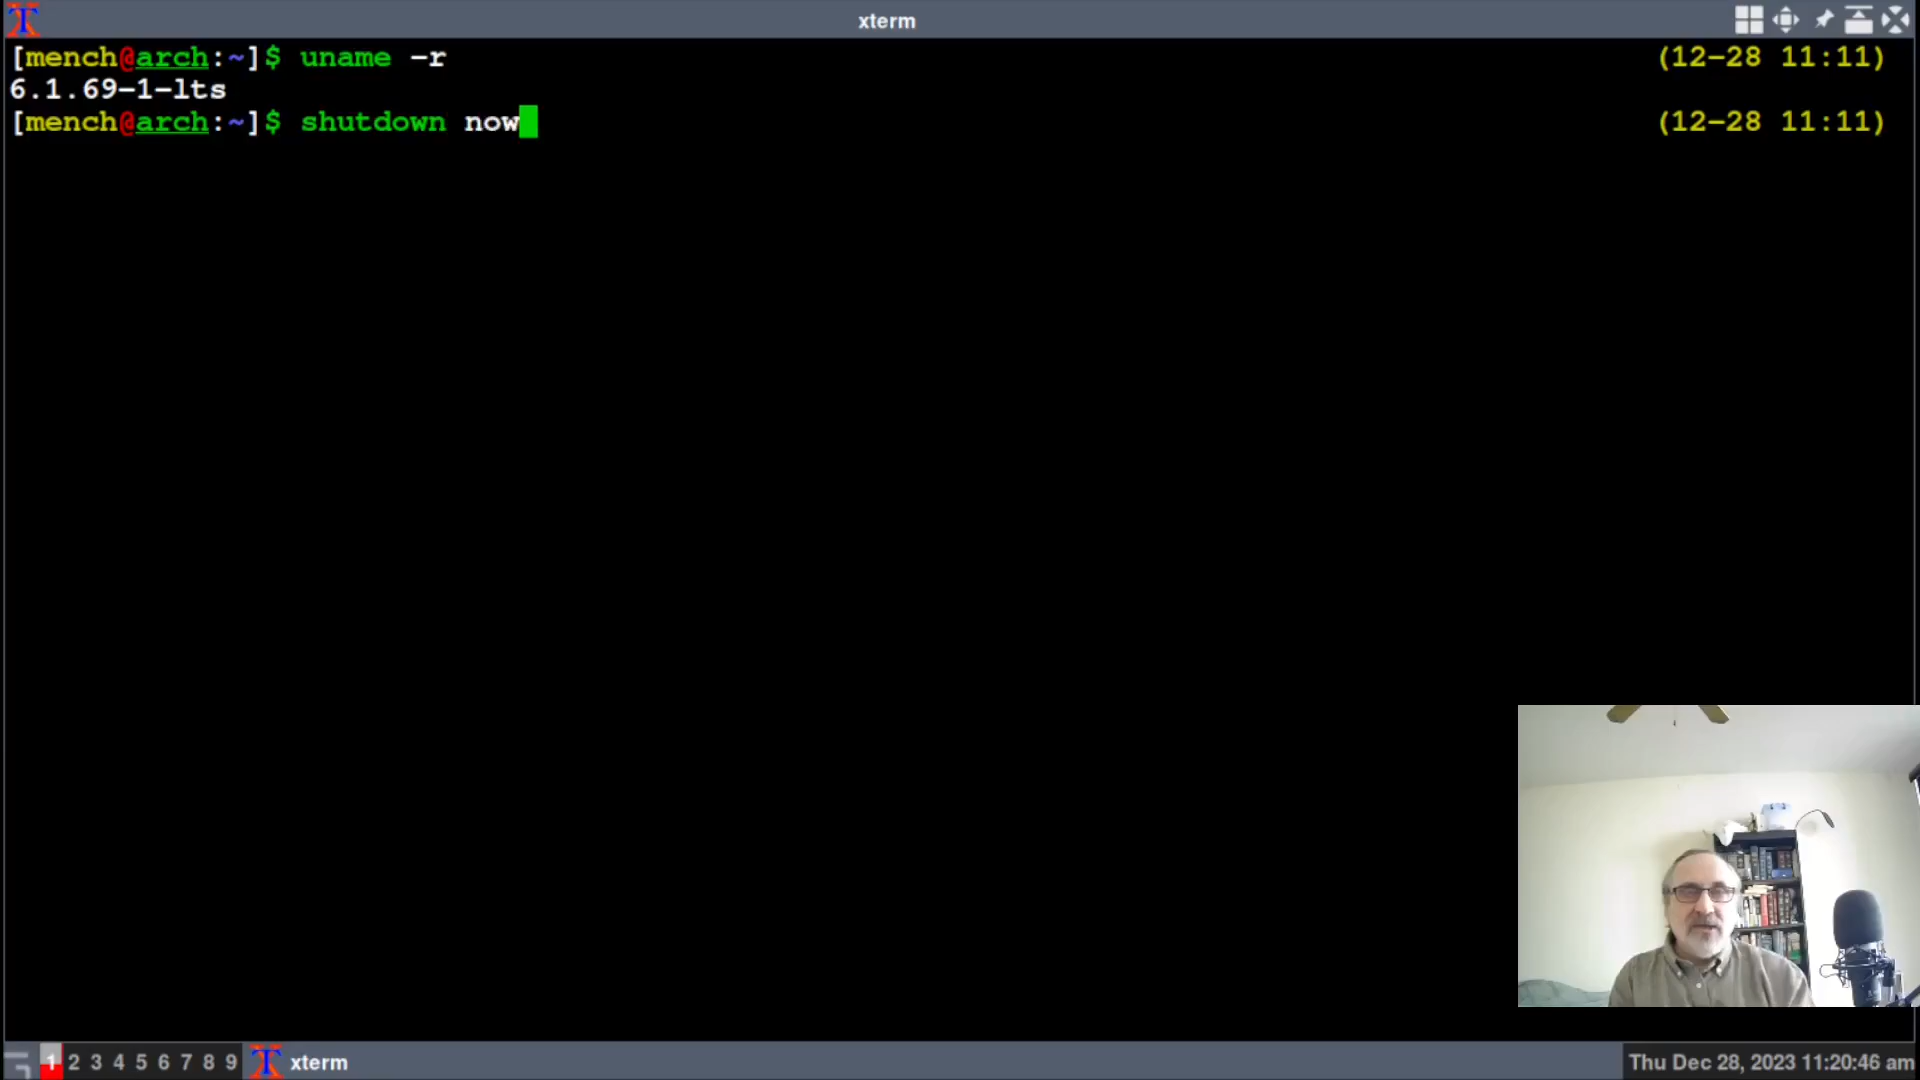 xterm
[mench@arch:~]$ uname -r (12-28 11:11)
6.1.69-1-lts
[mench@arch:~]$ shutdown now (12-28 11:11)
1 2 3 4 5 6 7 8 9 xterm Thu Dec 28, 2023 11:20:46 am